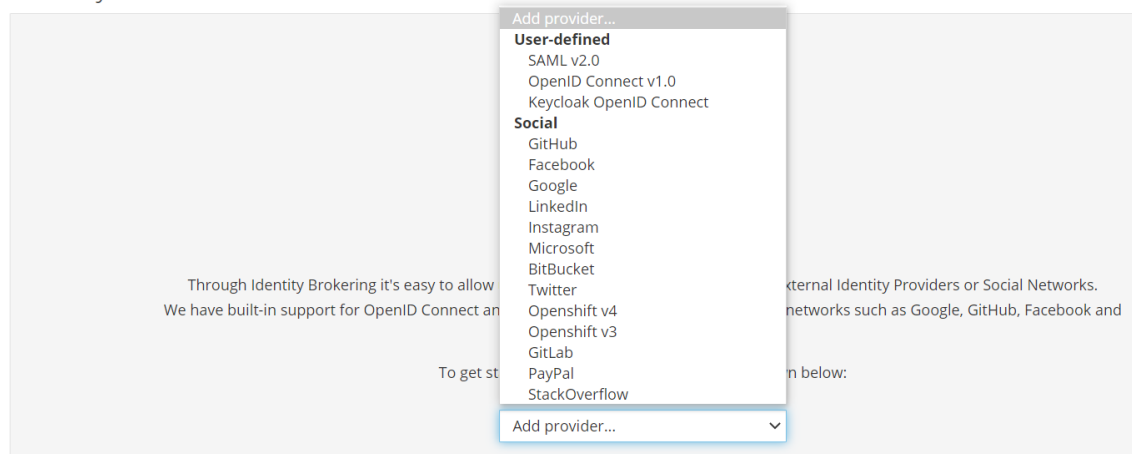 Add provider...
User-defined
SAML v2.0
OpenID Connect v1.0
Keycloak OpenID Connect
Social
GitHub
Facebook
Google
LinkedIn
Instagram
Microsoft
BitBucket
Twitter
Openshift v4
Openshift v3
GitLab
PayPal
StackOverflow
Through Identity Brokering it's easy to allow xternal Identity Providers or Social Networks.
We have built-in support for OpenID Connect an networks such as Google, GitHub, Facebook and
To get st n below:
Add provider...